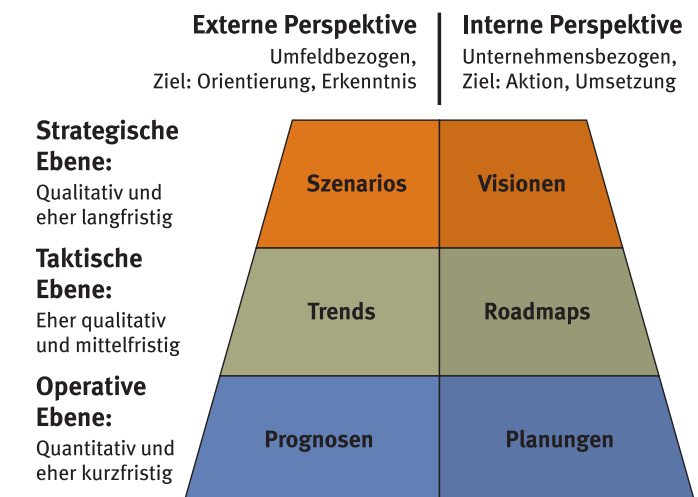 Externe Perspektive
Umfeldbezogen,
Ziel: Orientierung, Erkenntnis
Interne Perspektive
Unternehmensbezogen,
Ziel: Aktion, Umsetzung
Strategische
Ebene:
Qualitativ und
eher langfristig
Szenarios
Visionen
Taktische
Ebene:
Eher qualitativ
und mittelfristig
Trends
Roadmaps
Operative
Ebene:
Quantitativ und
eher kurzfristig
Prognosen
Planungen